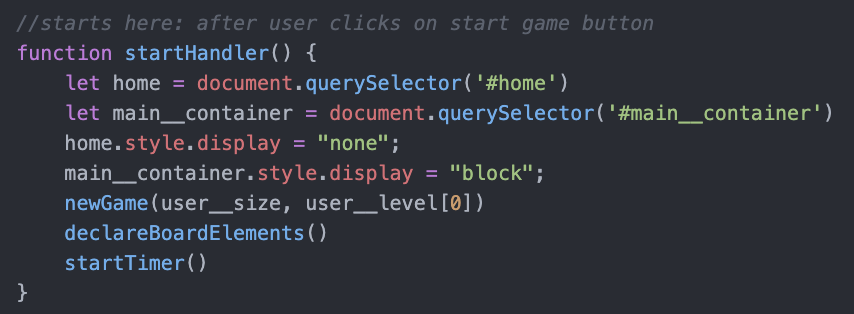 //starts here: after user clicks on start game button
function startHandler() {
    let home = document.querySelector('#home')
    let main__container = document.querySelector('#main__container')
    home.style.display = "none";
    main__container.style.display = "block";
    newGame(user__size, user__level[0])
    declareBoardElements()
    startTimer()
}